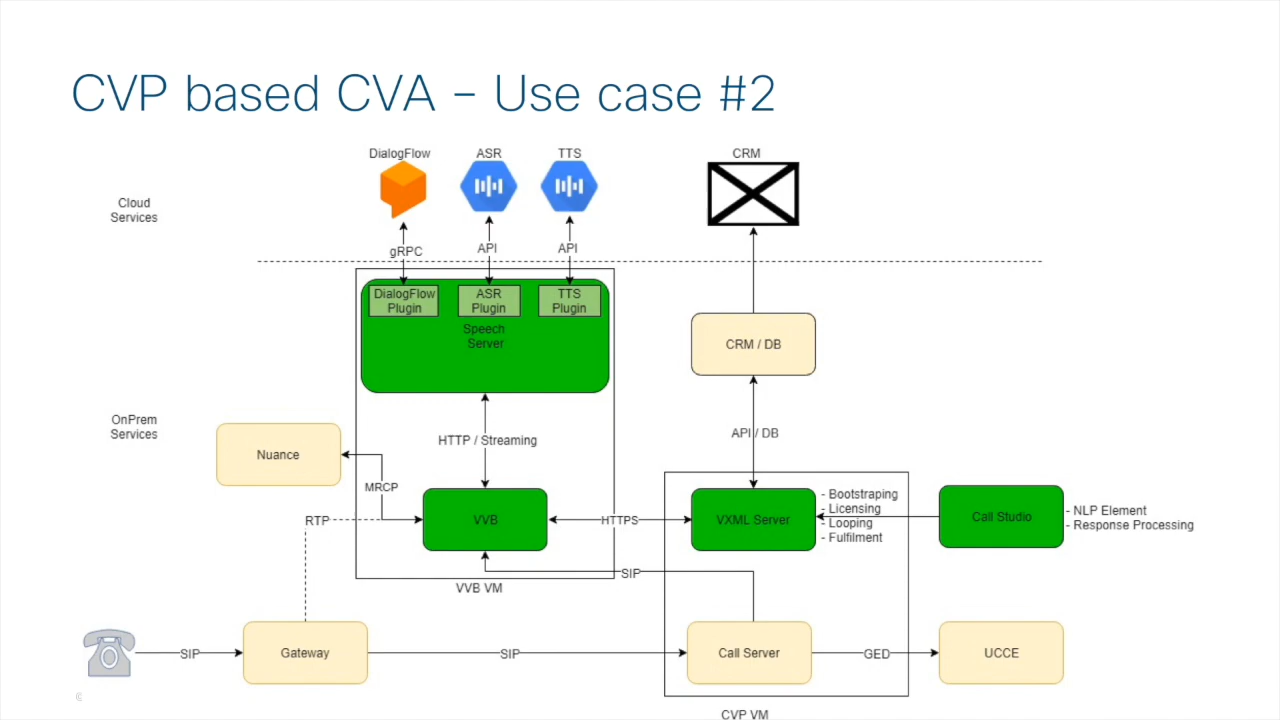 CVP based CVA – Use case #2
DialogFlow
ASR
TTS
CRM
Cloud
Services
gRPC
API
API
DialogFlow
Plugin
ASR
Plugin
TTS
Plugin
Speech
Server
CRM / DB
OnPrem
Services
HTTP / Streaming
API / DB
Nuance
MRCP
RTP
VVB
HTTPS
VXML Server
- Bootstraping
- Licensing
- Looping
- Fulfilment
Call Studio
- NLP Element
- Response Processing
SIP
VVB VM
SIP
Gateway
SIP
Call Server
GED
UCCE
©
CVP VM